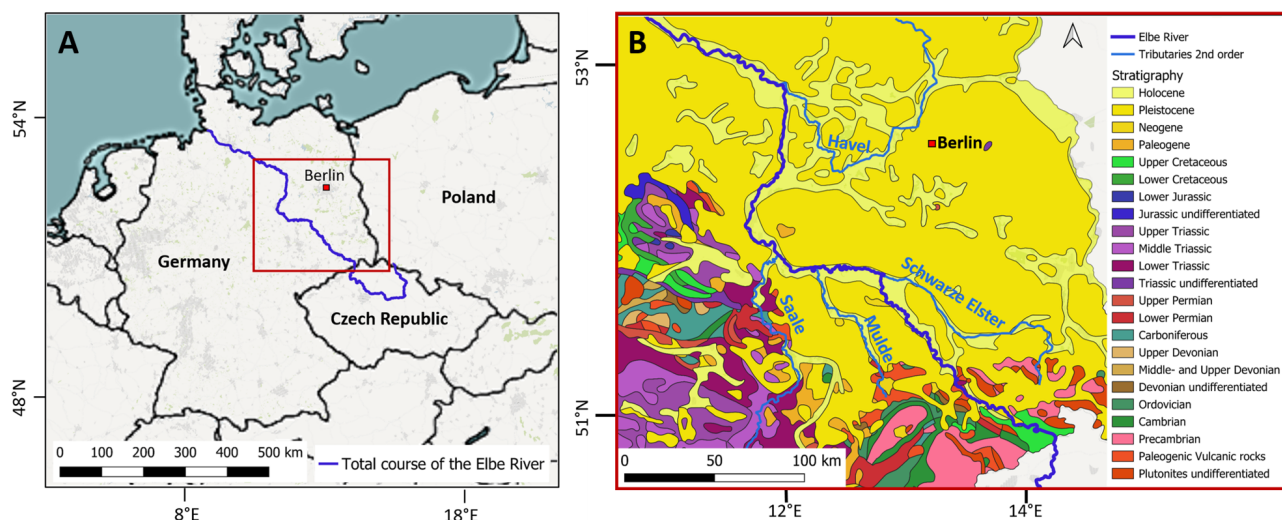 A
54°N
48°N
8°E
18°E
Berlin
Poland
Germany
Czech Republic
0 100 200 300 400 500 km
Total course of the Elbe River
B
53°N
51°N
12°E
14°E
Havel
Berlin
Schwarze Elster
Saale
Mulde
0 50 100 km
Elbe River
Tributaries 2nd order
Stratigraphy
Holocene
Pleistocene
Neogene
Paleogene
Upper Cretaceous
Lower Cretaceous
Lower Jurassic
Jurassic undifferentiated
Upper Triassic
Middle Triassic
Lower Triassic
Triassic undifferentiated
Upper Permian
Lower Permian
Carboniferous
Upper Devonian
Middle- and Upper Devonian
Devonian undifferentiated
Ordovician
Cambrian
Precambrian
Paleogenic Vulcanic rocks
Plutonites undifferentiated